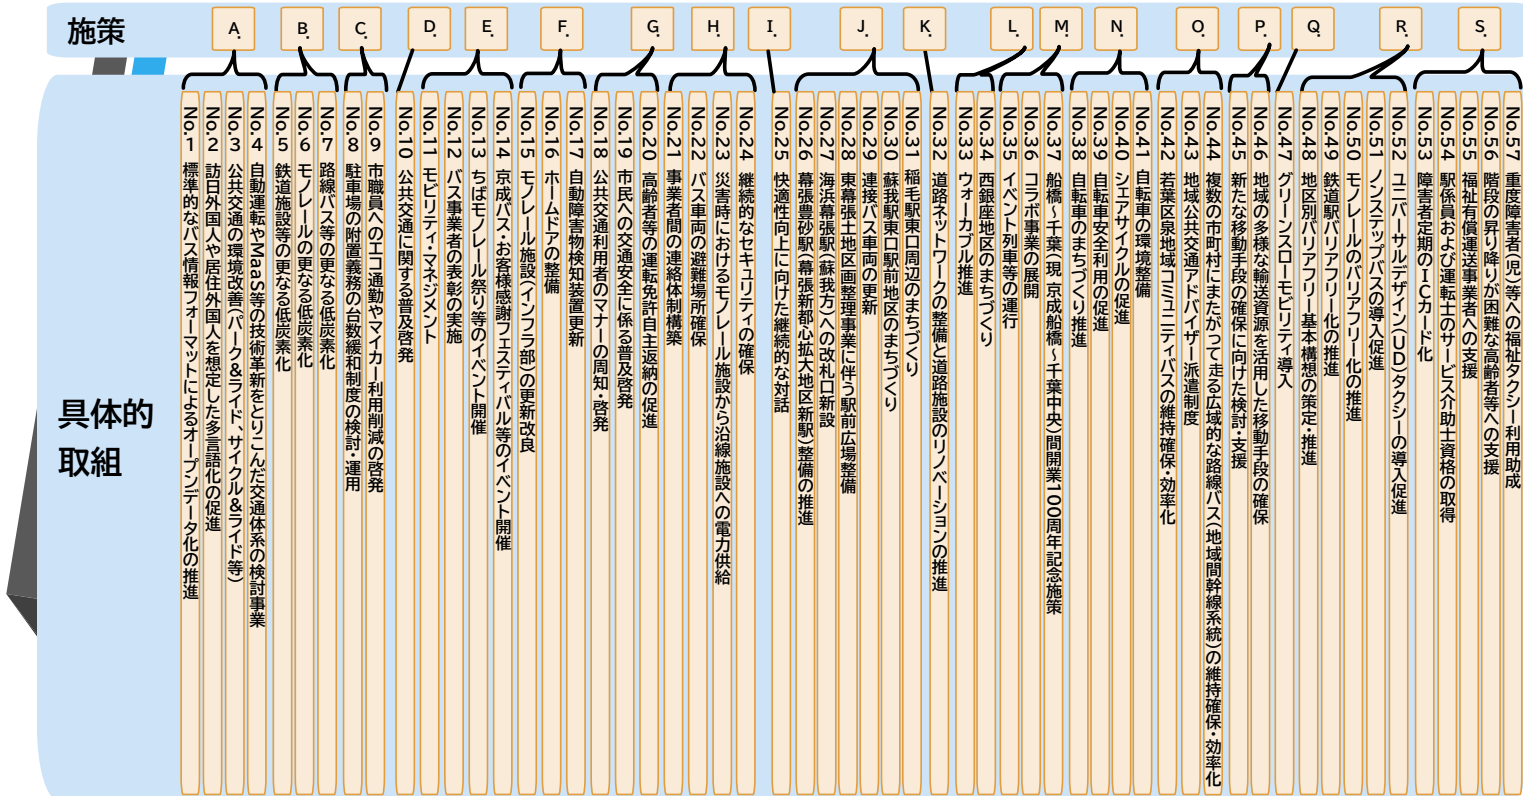 施策
A.
B.
C.
D.
E.
F.
G.
H.
I.
J.
K.
L.
M.
N.
O.
P.
Q.
R.
S.
具体的
取組
No.1 標準的なバス情報フォーマットによるオープンデータ化の推進
No.2 訪日外国人や居住外国人を想定した多言語化の促進
No.3 公共交通の環境改善(パーク&ライド、サイクル&ライド等)
No.4 自動運転やMaaS等の技術革新をとりこんだ交通体系の検討事業
No.5 鉄道施設等の更なる低炭素化
No.6 モノレールの更なる低炭素化
No.7 路線バス等の更なる低炭素化
No.8 駐車場の附置義務の台数緩和制度の検討・運用
No.9 市職員へのエコ通勤やマイカー利用削減の啓発
No.10 公共交通に関する普及啓発
No.11 モビリティ・マネジメント
No.12 バス事業者の表彰の実施
No.13 ちばモノレール祭り等のイベント開催
No.14 京成バス・お客様感謝フェスティバル等のイベント開催
No.15 モノレール施設(インフラ部)の更新改良
No.16 ホームドアの整備
No.17 自動障害物検知装置更新
No.18 公共交通利用者のマナーの周知・啓発
No.19 市民への交通安全に係る普及啓発
No.20 高齢者等の運転免許自主返納の促進
No.21 事業者間の連絡体制構築
No.22 バス車両の避難場所確保
No.23 災害時におけるモノレール施設から沿線施設への電力供給
No.24 継続的なセキュリティの確保
No.25 快適性向上に向けた継続的な対話
No.26 幕張豊砂駅(幕張新都心拡大地区新駅)整備の推進
No.27 海浜幕張駅(蘇我方)への改札口新設
No.28 東幕張土地区画整理事業に伴う駅前広場整備
No.29 連接バス車両の更新
No.30 蘇我駅東口駅前地区のまちづくり
No.31 稲毛駅東口周辺のまちづくり
No.32 道路ネットワークの整備と道路施設のリノベーションの推進
No.33 ウォーカブル推進
No.34 西銀座地区のまちづくり
No.35 イベント列車等の運行
No.36 コラボ事業の展開
No.37 船橋～千葉(現 京成船橋～千葉中央)間開業100周年記念施策
No.38 自転車のまちづくり推進
No.39 自転車安全利用の促進
No.40 シェアサイクルの促進
No.41 自転車の環境整備
No.42 若葉区泉地域コミュニティバスの維持確保・効率化
No.43 地域公共交通アドバイザー派遣制度
No.44 複数の市町村にまたがって走る広域的な路線バス(地域間幹線系統)の維持確保・効率化
No.45 新たな移動手段の確保に向けた検討・支援
No.46 地域の多様な輸送資源を活用した移動手段の確保
No.47 グリーンスローモビリティ導入
No.48 地区別バリアフリー基本構想の策定・推進
No.49 鉄道駅バリアフリー化の推進
No.50 モノレールのバリアフリー化の推進
No.51 ノンステップバスの導入促進
No.52 ユニバーサルデザイン(UD)タクシーの導入促進
No.53 障害者定期のICカード化
No.54 駅係員および運転士のサービス介助士資格の取得
No.55 福祉有償運送事業者への支援
No.56 階段の昇り降りが困難な高齢者等への支援
No.57 重度障害者(児)等への福祉タクシー利用助成